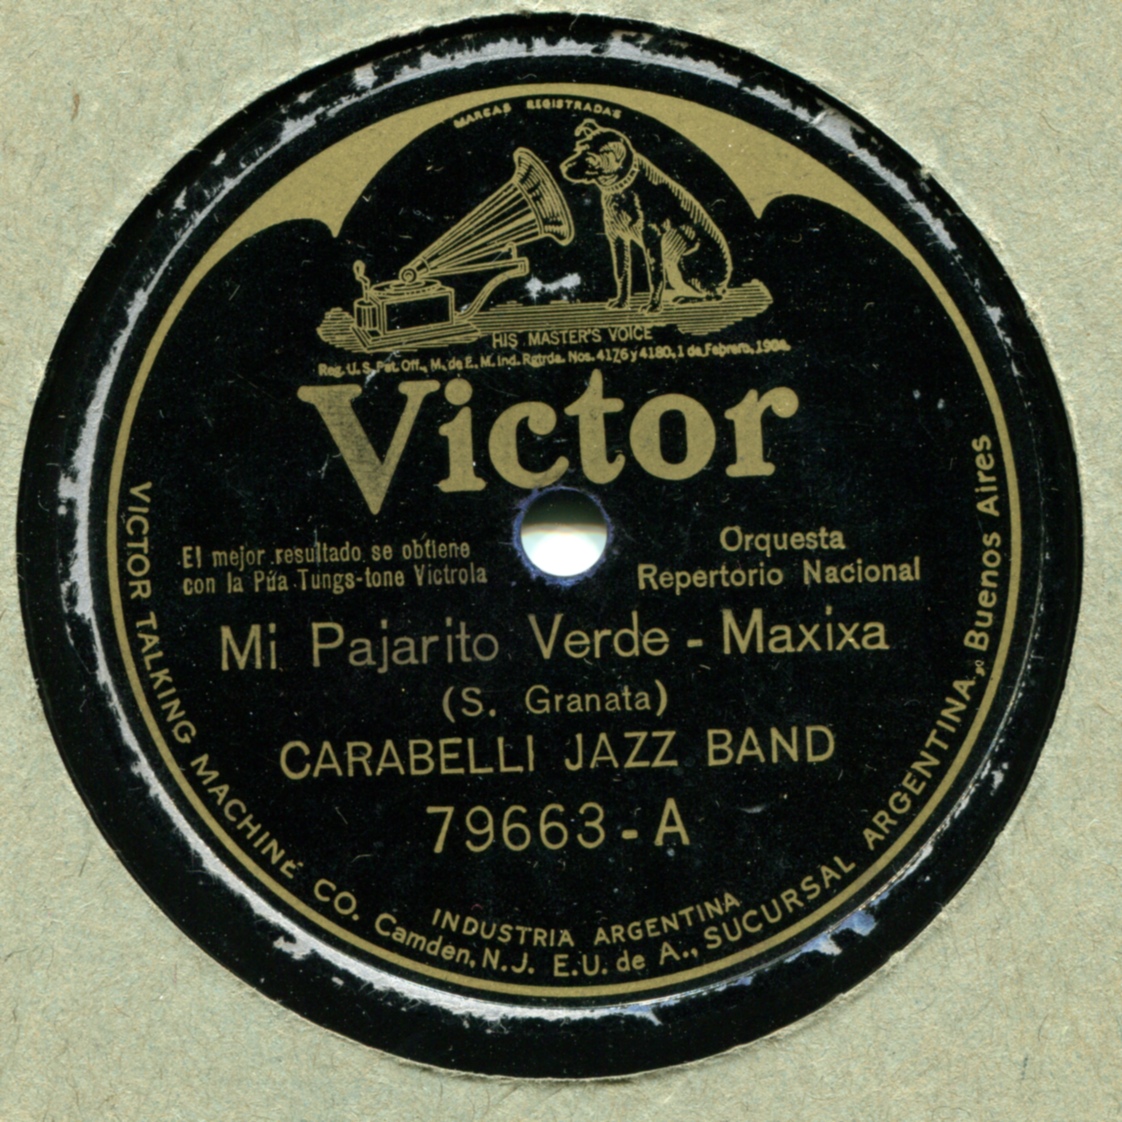 MARCAS REGISTRADAS
HIS MASTER'S VOICE
Reg. U.S. Pat. Off., M. de E. M. Ind. Rgtrda. Nos. 4176 y 4180, 1 de Febrero,
Victor
El mejor resultado se obtiene
con la Púa Tungs-tone Victrola
Orquesta
Repertorio Nacional
Mi Pajarito Verde - Maxixa
(S. Granata)
CARABELLI JAZZ BAND
79663-A
INDUSTRIA ARGENTINA
VICTOR TALKING MACHINE CO. Camden, N.J. E.U. de A., SUCURSAL ARGENTINA, Buenos Aires